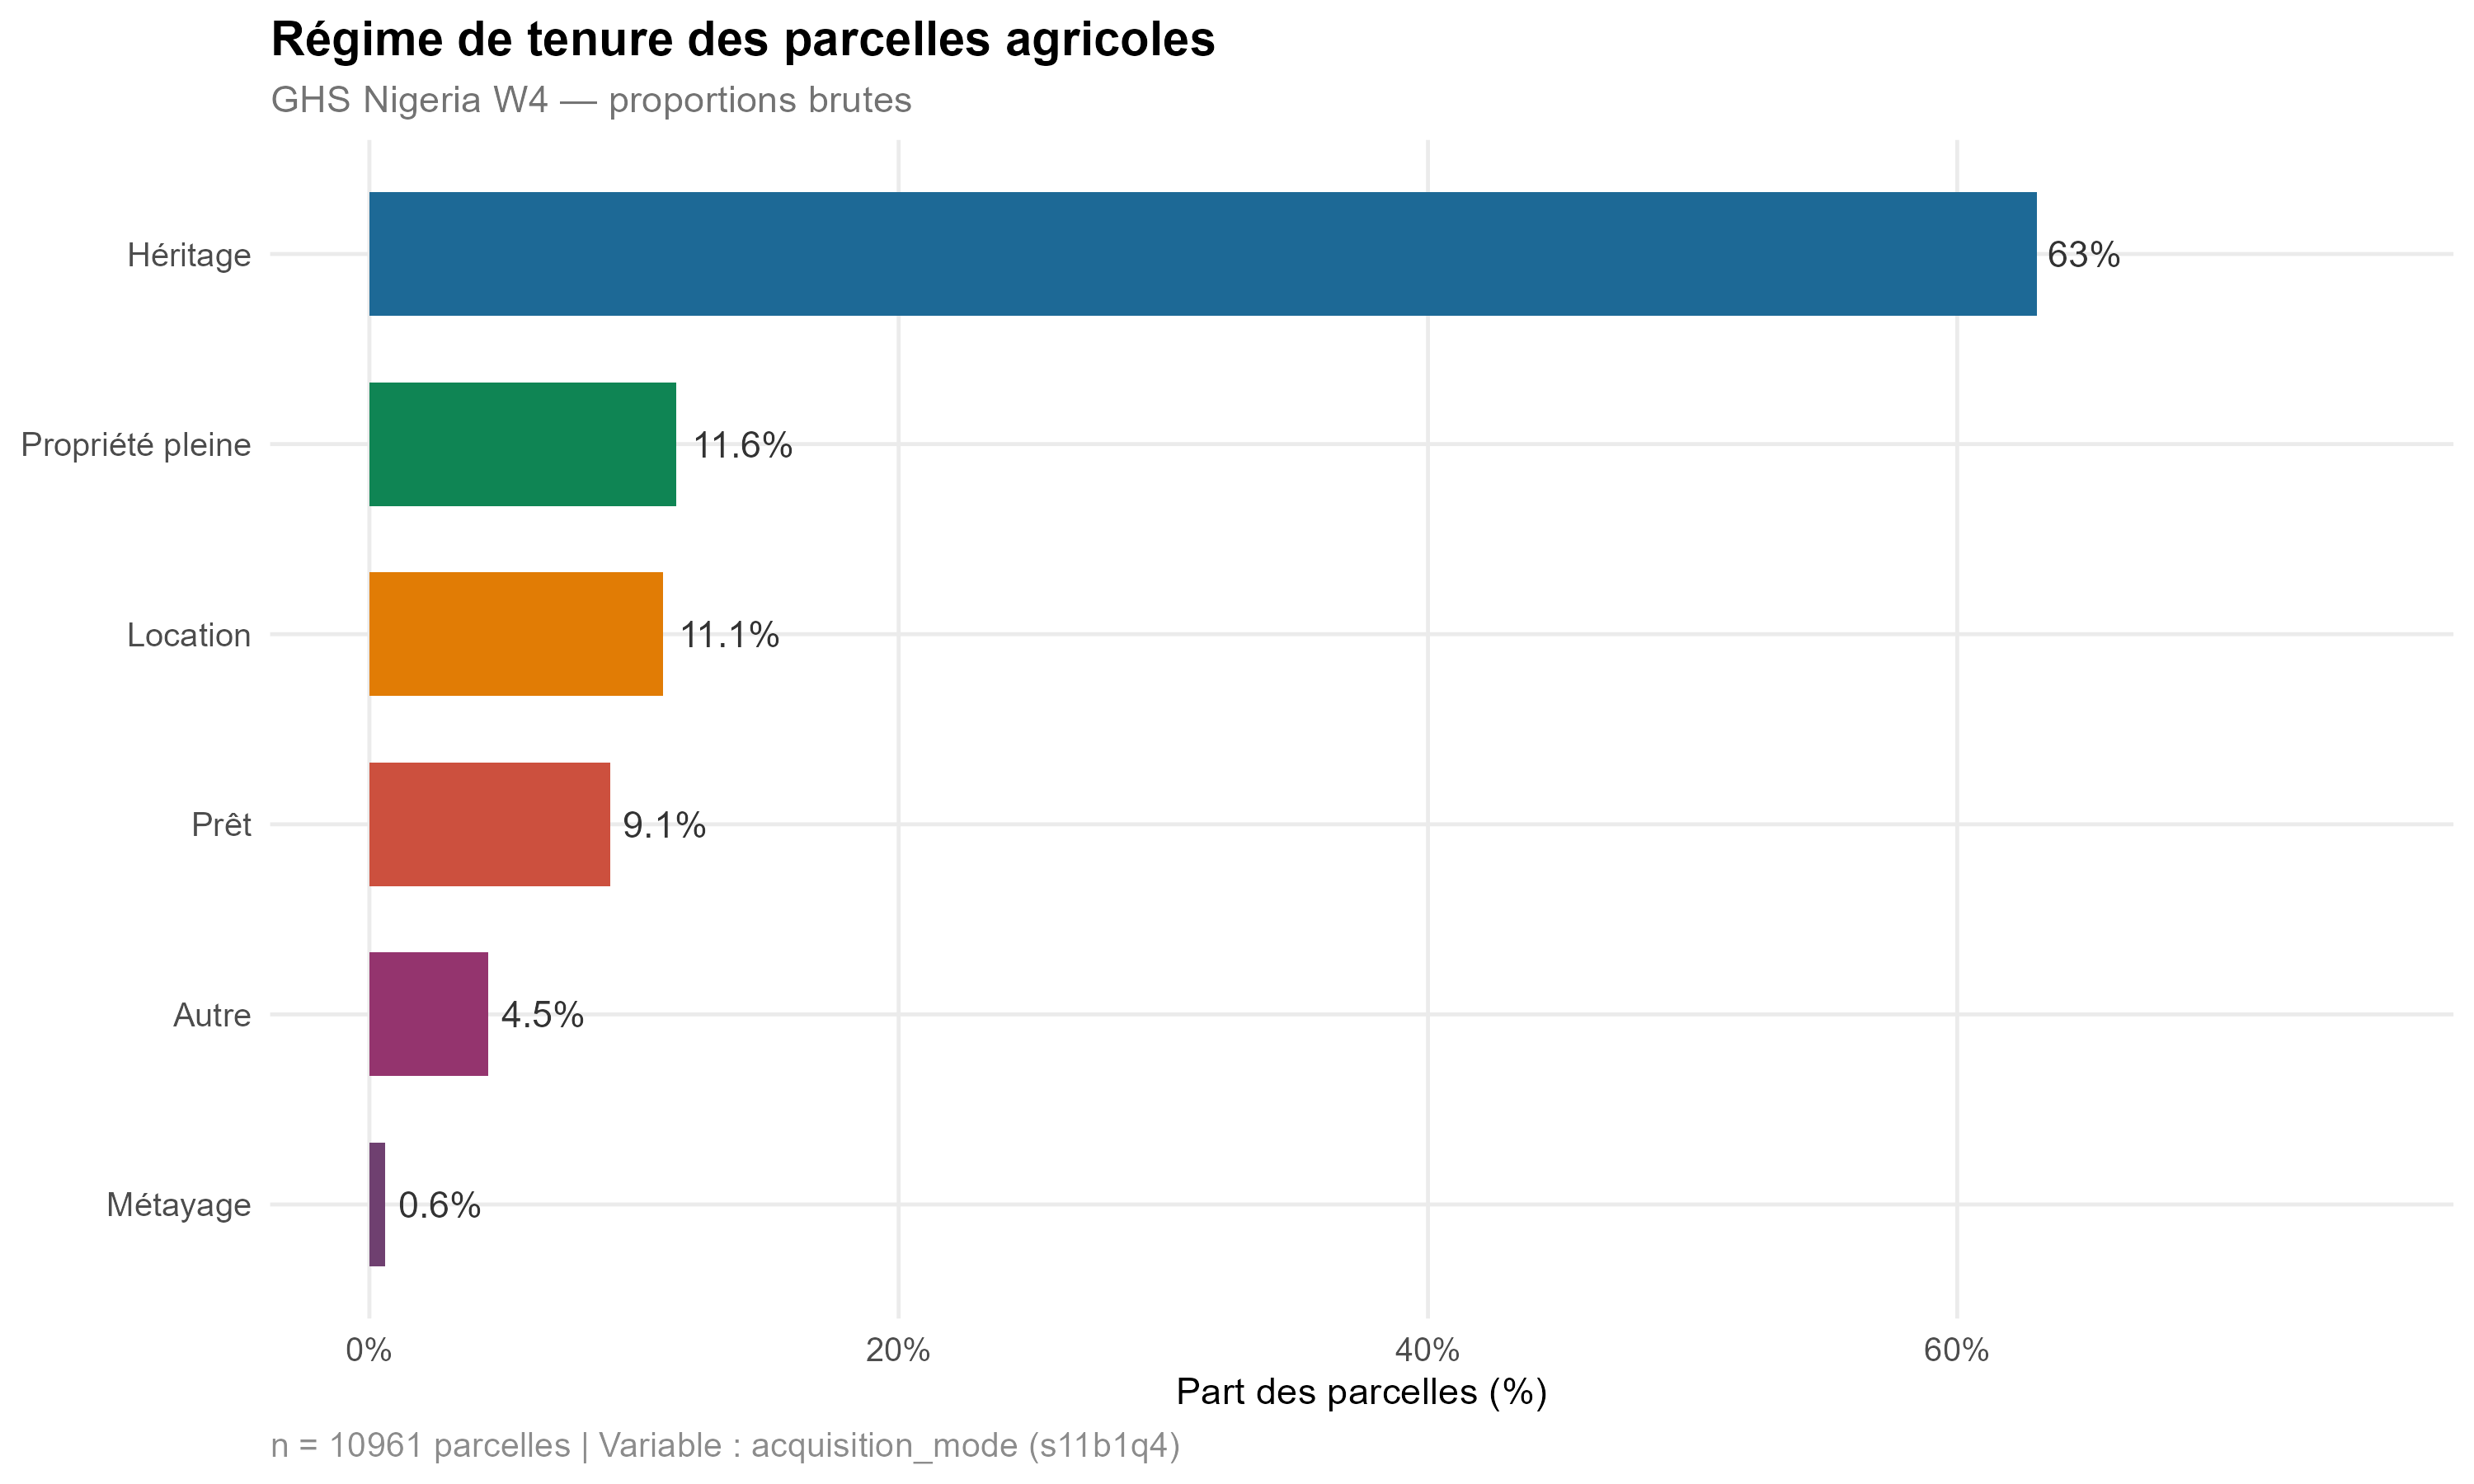 Régime de tenure des parcelles agricoles
GHS Nigeria W4 — proportions brutes
Héritage 63%
Propriété pleine 11.6%
Location 11.1%
Prêt 9.1%
Autre 4.5%
Métayage 0.6%
0% 20% 40% 60%
Part des parcelles (%)
n = 10961 parcelles | Variable : acquisition_mode (s11b1q4)